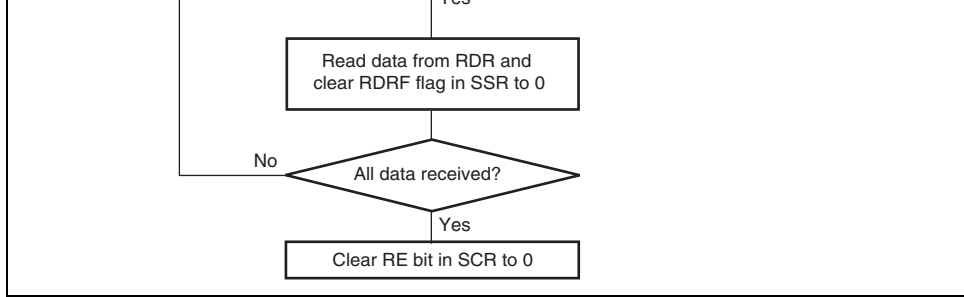 Yes
Read data from RDR and
clear RDRF flag in SSR to 0
No
All data received?
Yes
Clear RE bit in SCR to 0